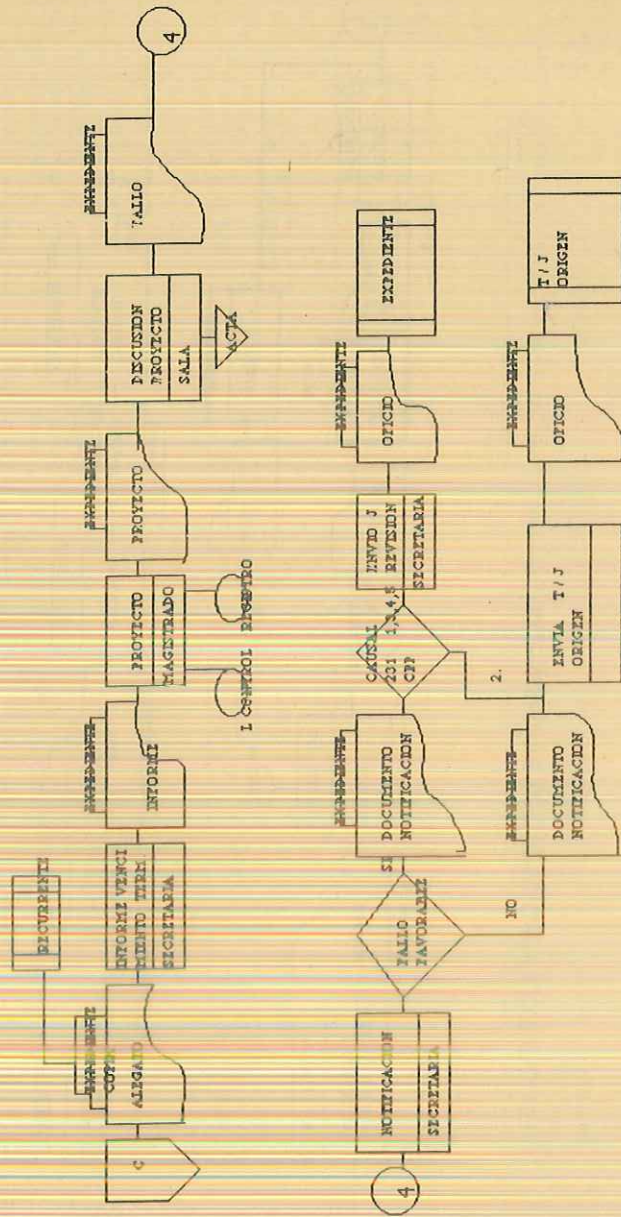 C
EXPEDIENTE
COPIA
ALEGATO
RECURRENTE
INFORME VENCI
MIENTO TERM
SECRETARIA
EXPEDIENTE
INFORME
PROYECTO
MAGISTRADO
L CONTROL
REGISTRO
EXPEDIENTE
PROYECTO
DISCUSION
PROYECTO
SALA
ACTA
EXPEDIENTE
FALLO
4
4
NOTIFICACION
SECRETARIA
FALLO
FAVORABLE
SI
NO
EXPEDIENTE
DOCUMENTO
NOTIFICACION
CAUSAL
231 1,3,4,5
CPP
2.
ENVIO J
REVISION
SECRETARIA
EXPEDIENTE
OFICIO
EXPEDIENTE
EXPEDIENTE
DOCUMENTO
NOTIFICACION
ENVIA T / J
ORIGEN
EXPEDIENTE
OFICIO
T / J
ORIGEN